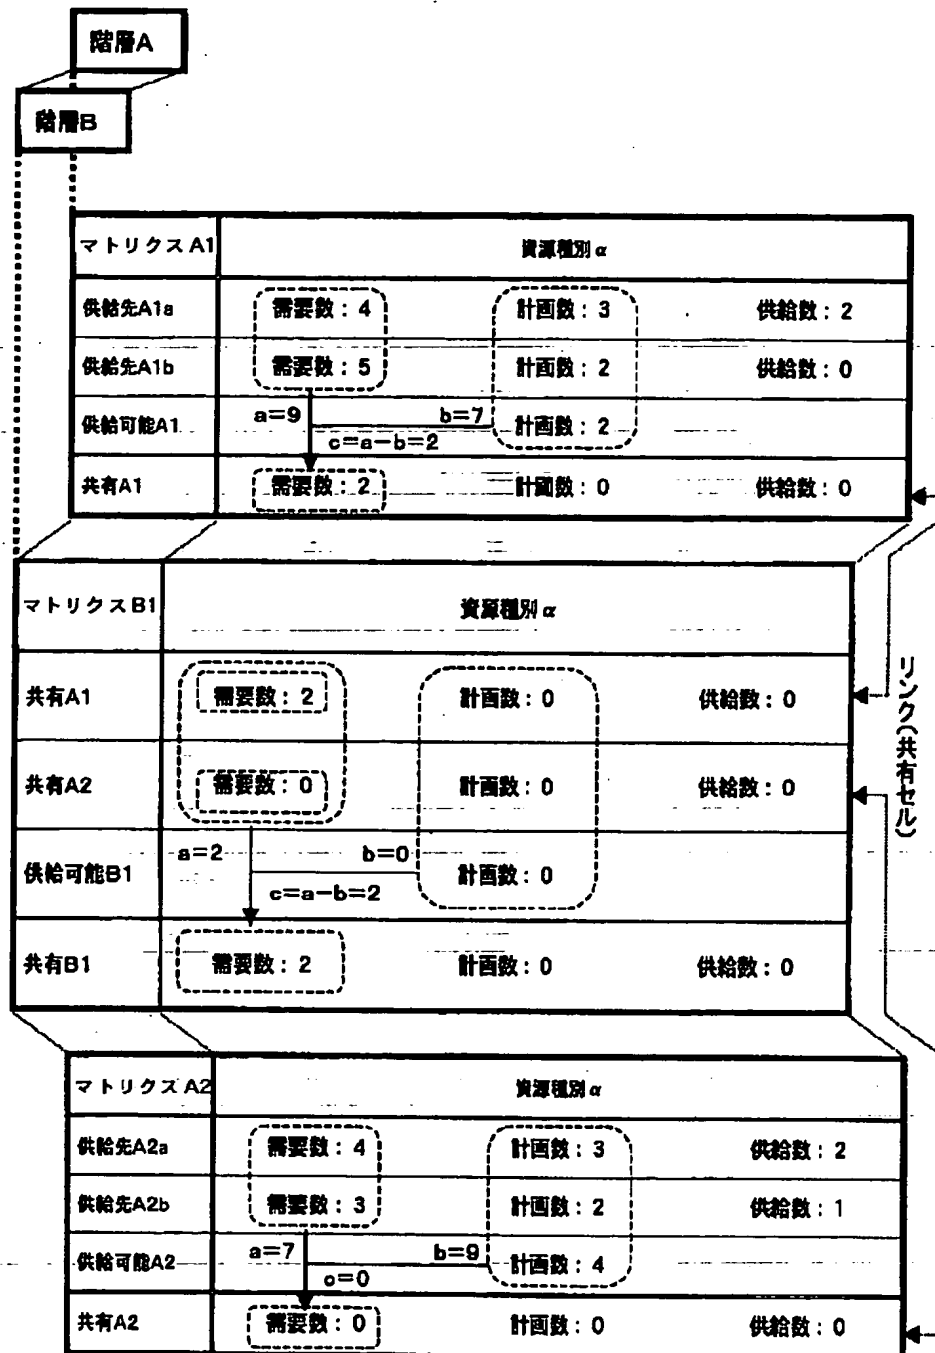 階層A
階層B
マトリクスA1 資源種別α
供給先A1a 需要数：4 計画数：3 供給数：2
供給先A1b 需要数：5 計画数：2 供給数：0
供給可能A1 a=9 b=7 計画数：2
c=a-b=2
共有A1 需要数：2 計画数：0 供給数：0
マトリクスB1 資源種別α
共有A1 需要数：2 計画数：0 供給数：0
共有A2 需要数：0 計画数：0 供給数：0
供給可能B1 a=2 b=0 計画数：0
c=a-b=2
共有B1 需要数：2 計画数：0 供給数：0
リンク(共有セル)
マトリクスA2 資源種別α
供給先A2a 需要数：4 計画数：3 供給数：2
供給先A2b 需要数：3 計画数：2 供給数：1
供給可能A2 a=7 b=9 計画数：4
c=0
共有A2 需要数：0 計画数：0 供給数：0